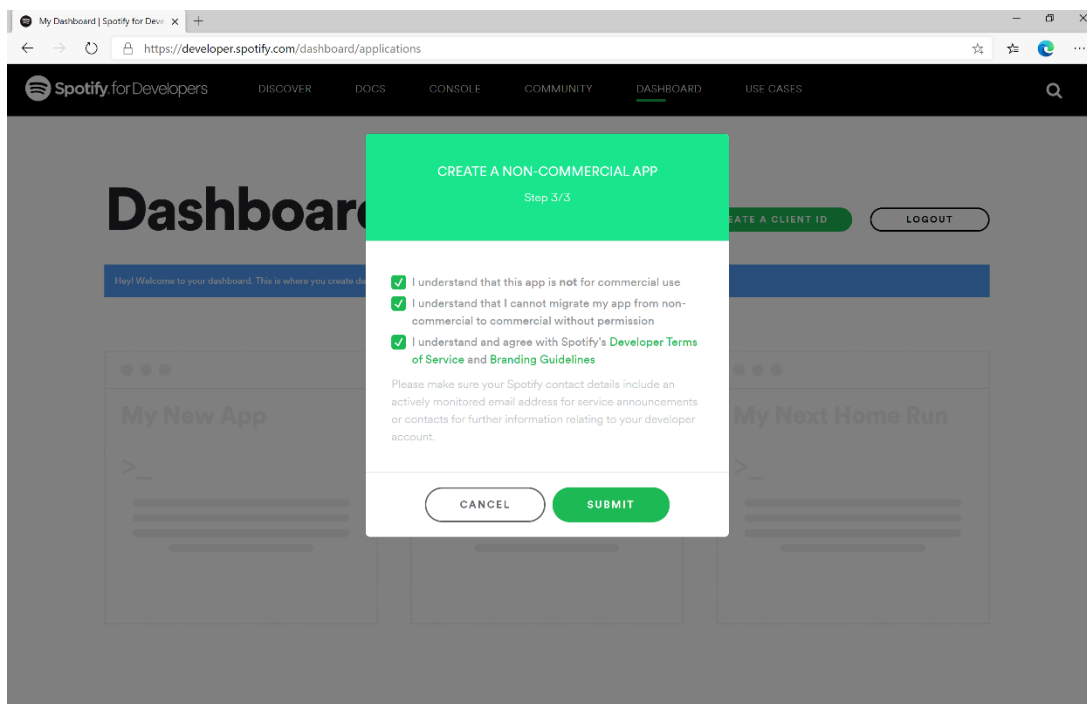 My Dashboard | Spotify for Deve
https://developer.spotify.com/dashboard/applications
Spotify for Developers DISCOVER DOCS CONSOLE COMMUNITY DASHBOARD USE CASES
CREATE A NON-COMMERCIAL APP
Step 3/3
Dashboar
EATE A CLIENT ID LOGOUT
Hey! Welcome to your dashboard. This is where you create de
I understand that this app is not for commercial use
I understand that I cannot migrate my app from non-
commercial to commercial without permission
I understand and agree with Spotify's Developer Terms
of Service and Branding Guidelines
Please make sure your Spotify contact details include an
actively monitored email address for service announcements
or contacts for further information relating to your developer
account.
My New App
>_
My Next Home Run
>_
CANCEL SUBMIT